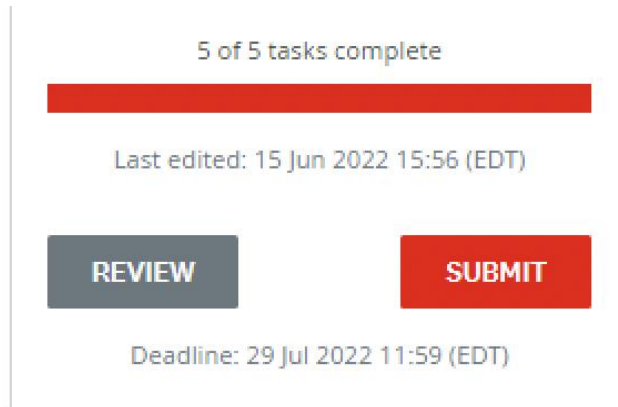 5 of 5 tasks complete
Last edited: 15 Jun 2022 15:56 (EDT)
REVIEW
SUBMIT
Deadline: 29 Jul 2022 11:59 (EDT)